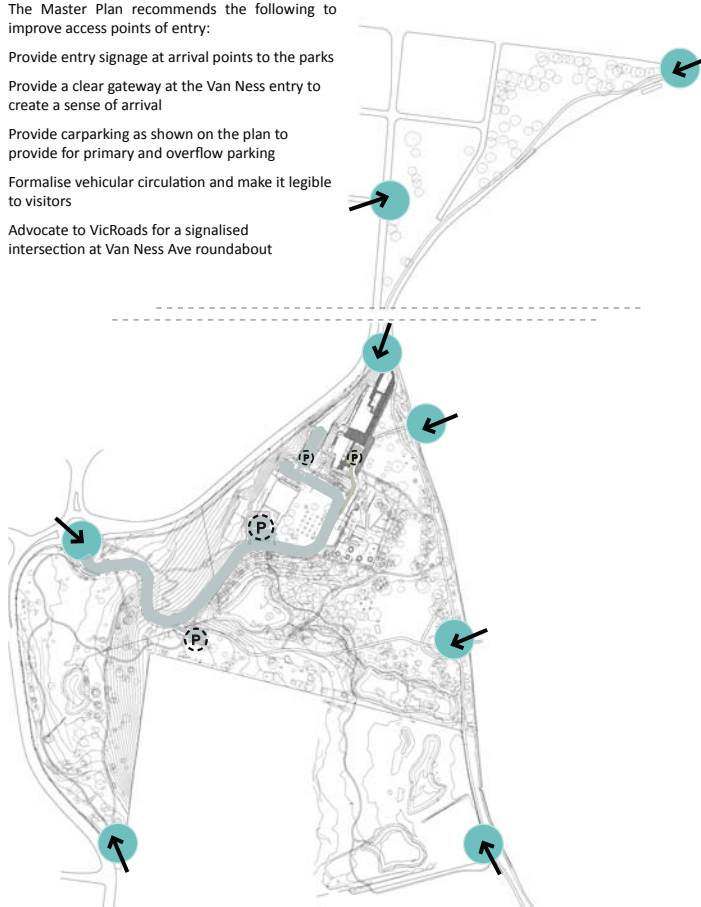 The Master Plan recommends the following to
improve access points of entry:
Provide entry signage at arrival points to the parks
Provide a clear gateway at the Van Ness entry to
create a sense of arrival
Provide carparking as shown on the plan to
provide for primary and overflow parking
Formalise vehicular circulation and make it legible
to visitors
Advocate to VicRoads for a signalised
intersection at Van Ness Ave roundabout
P
P
P
P